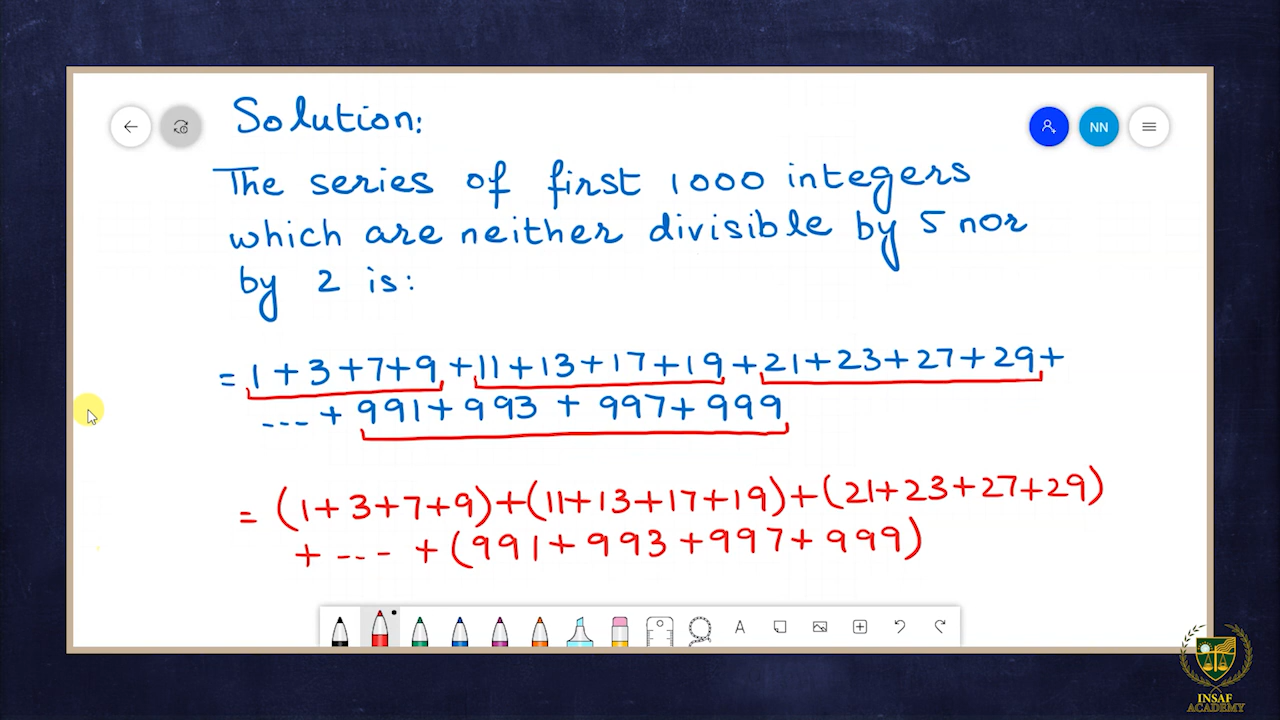 Solution:
NN
The series of first 1000 integers
which are neither divisible by 5 nor
by 2 is:
= 1+3+7+9+11+13+17+19+21+23+27+29+
...+991+993+997+999
= (1+3+7+9)+(11+13+17+19)+(21+23+27+29)
+...+(991+993+997+999)
A
INSAF
ACADEMY